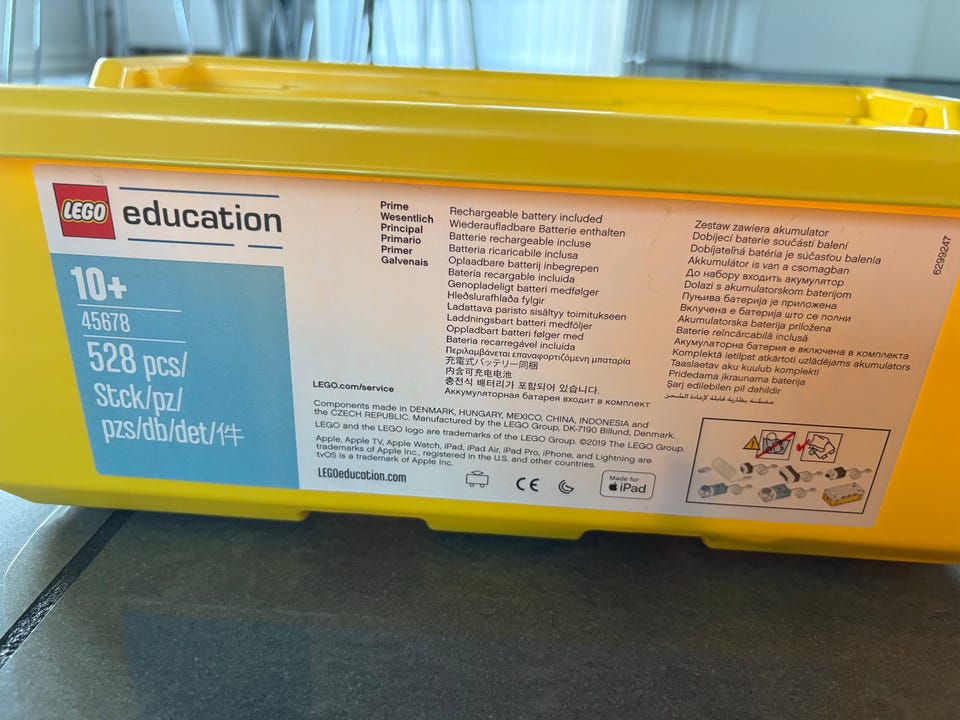 LEGO education
10+
45678
528 pcs/
Stck/pz/
pzs/db/det/件
Prime
Wesentlich
Principal
Primario
Primer
Galvenais
LEGO.com/service
Rechargeable battery included
Wiederaufladbare Batterie enthalten
Batterie rechargeable incluse
Batteria ricaricabile inclusa
Oplaadbare batterij inbegrepen
Batería recargable incluida
Genopladeligt batteri medfølger
Hleðslurafhlaða fylgir
Ladattava paristo sisältyy toimitukseen
Laddningsbart batteri medföljer
Oppladbart batteri følger med
Bateria recarregável incluída
Περιλαμβάνεται επαναφορτιζόμενη μπαταρία
充電式バッテリー同梱
内含可充电电池
충전식 배터리가 포함되어 있습니다.
Аккумуляторная батарея входит в комплект
Zestaw zawiera akumulator
Dobíjecí baterie součástí balení
Dobíjateľná batéria je súčasťou balenia
Akkumulátor is van a csomagban
До набору входить акумулятор
Dolazi s akumulatorskom baterijom
Пуњива батерија је приложена
Вклучена е батерија што се полни
Akumulatorska baterija priložena
Baterie reîncărcabilă inclusă
Акумулаторна батерия е включена в комплекта
Komplektā ietilpst atkārtoti uzlādējams akumulators
Taaslaetav aku kuulub komplekti
Pridedama įkraunama baterija
Şarj edilebilen pil dahildir
مضمّنة بطارية قابلة لإعادة الشحن
6299247
Components made in DENMARK, HUNGARY, MEXICO, CHINA, INDONESIA and
the CZECH REPUBLIC. Manufactured by the LEGO Group, DK-7190 Billund, Denmark.
LEGO and the LEGO logo are trademarks of the LEGO Group. ©2019 The LEGO Group.
Apple, Apple TV, Apple Watch, iPad, iPad Air, iPad Pro, iPhone, and Lightning are
trademarks of Apple Inc., registered in the U.S. and other countries.
tvOS is a trademark of Apple Inc.
LEGOeducation.com
CE
Made for
iPad